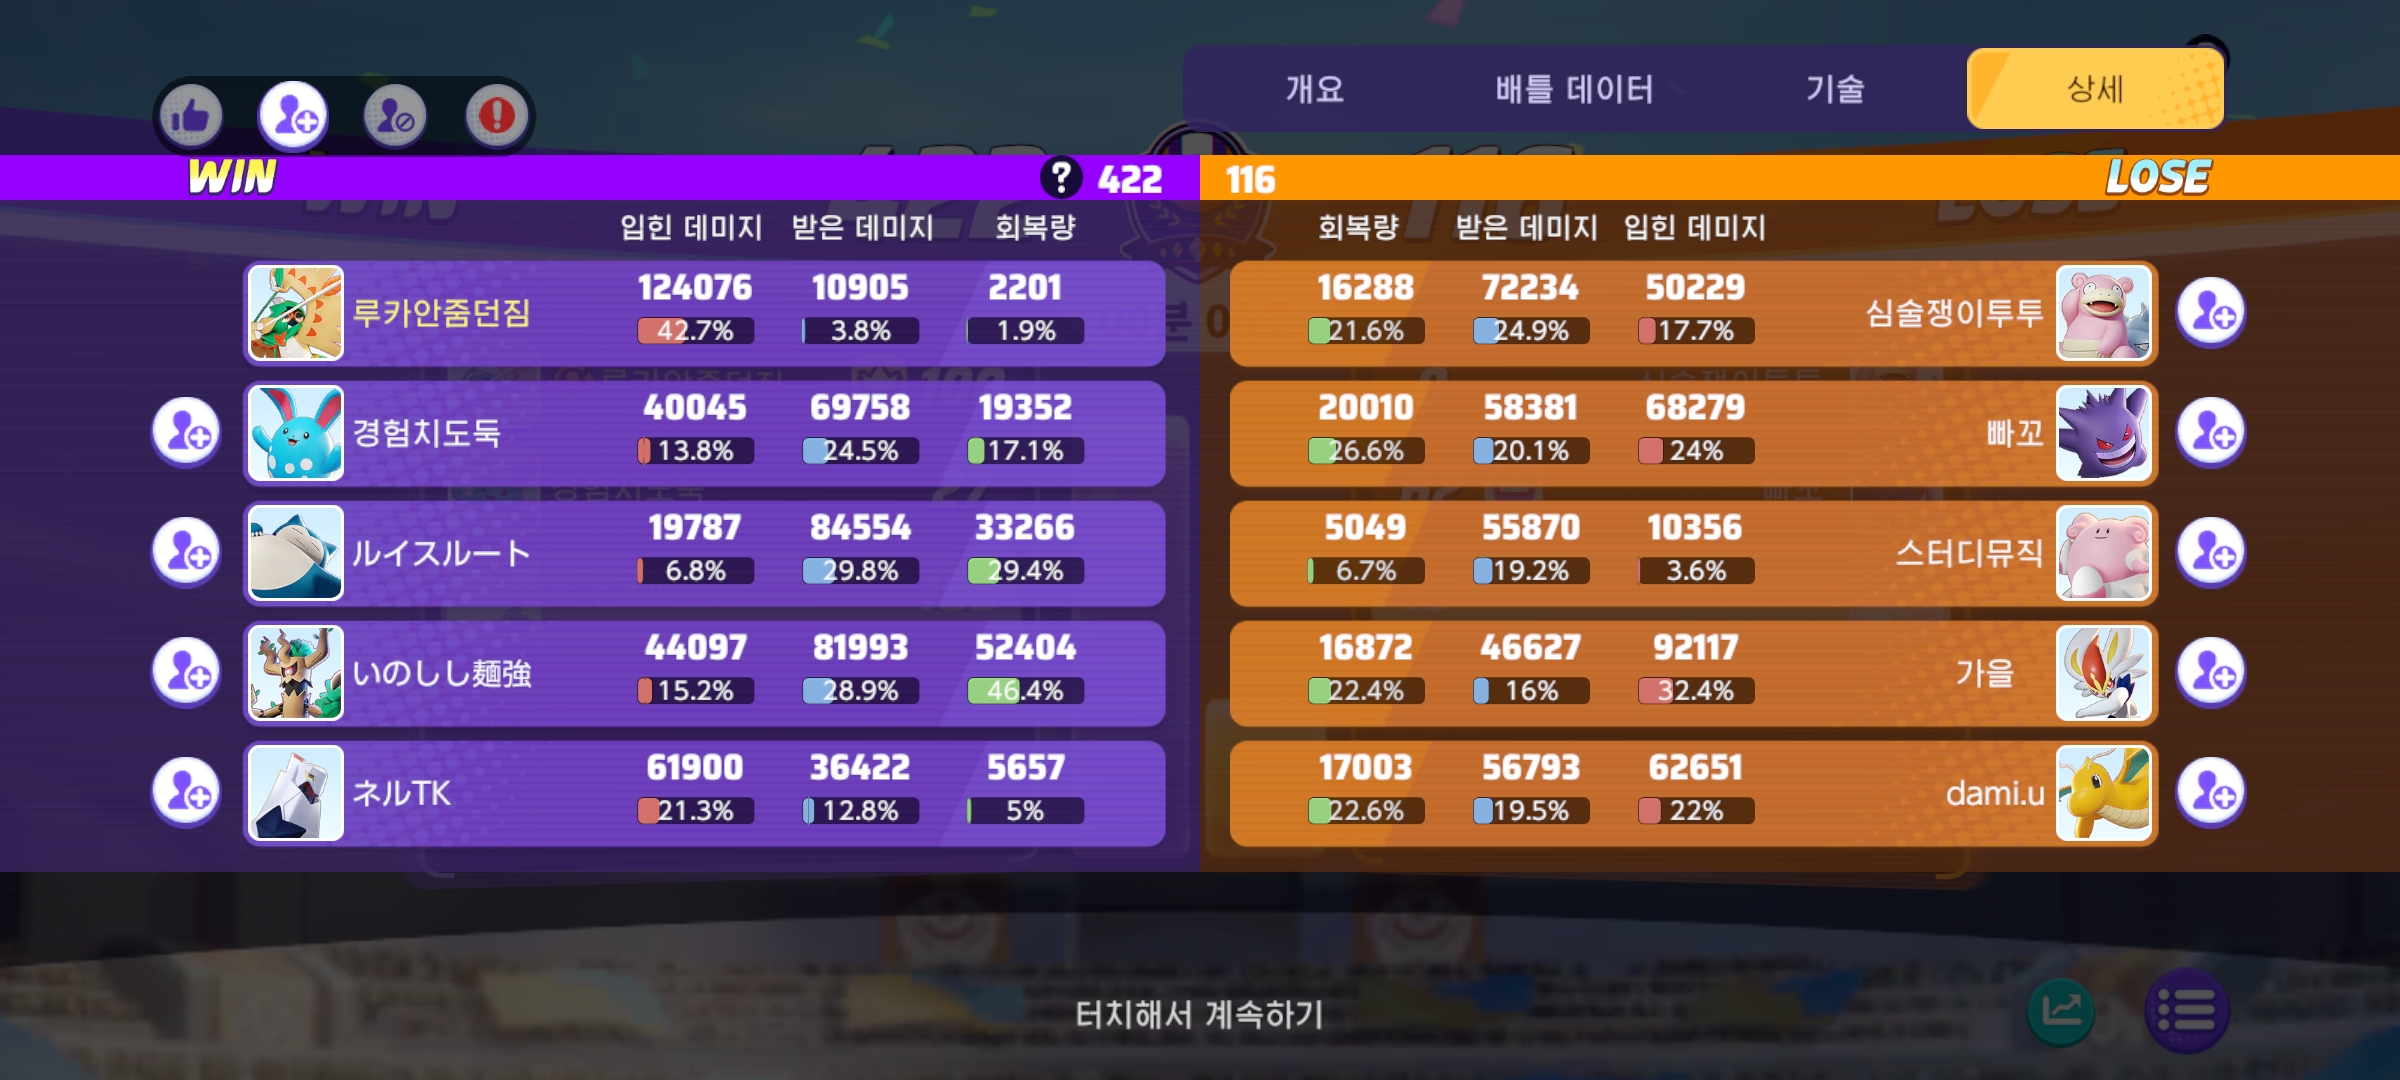 개요 배틀 데이터 기술 상세
WIN ? 422 116 LOSE
입힌 데미지 받은 데미지 회복량 회복량 받은 데미지 입힌 데미지
루카안줌던짐 124076 10905 2201
42.7% 3.8% 1.9%
16288 72234 50229 심술쟁이투투
21.6% 24.9% 17.7%
경험치도둑 40045 69758 19352
13.8% 24.5% 17.1%
20010 58381 68279 빠꼬
26.6% 20.1% 24%
ルイスルート 19787 84554 33266
6.8% 29.8% 29.4%
5049 55870 10356 스터디뮤직
6.7% 19.2% 3.6%
いのしし麺強 44097 81993 52404
15.2% 28.9% 46.4%
16872 46627 92117 가을
22.4% 16% 32.4%
ネルTK 61900 36422 5657
21.3% 12.8% 5%
17003 56793 62651 dami.u
22.6% 19.5% 22%
터치해서 계속하기